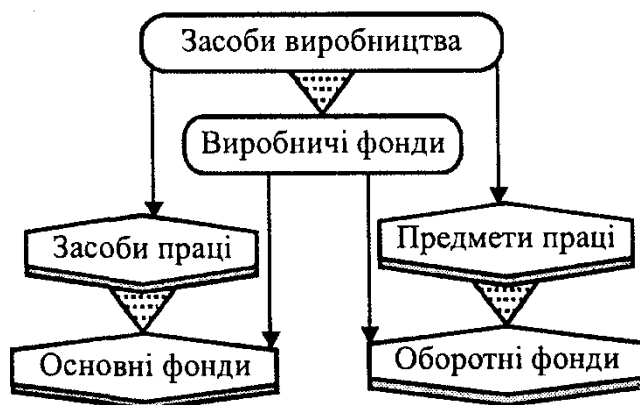 Засоби виробництва
Виробничі фонди
Засоби праці
Предмети праці
Основні фонди
Оборотні фонди